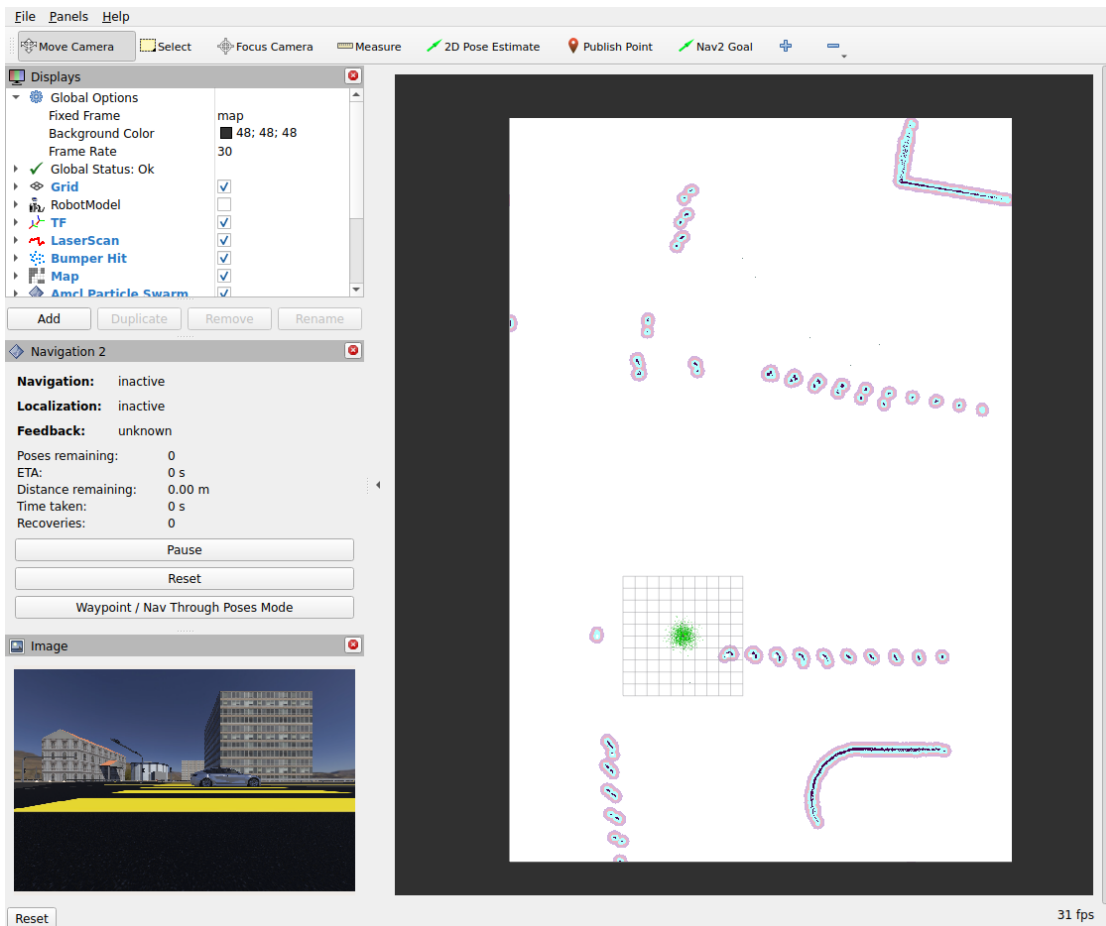 File Panels Help
Move Camera Select Focus Camera Measure 2D Pose Estimate Publish Point Nav2 Goal
Displays
Global Options
Fixed Frame map
Background Color 48; 48; 48
Frame Rate 30
Global Status: Ok
Grid
RobotModel
TF
LaserScan
Bumper Hit
Map
Amcl Particle Swarm
Add Duplicate Remove Rename
Navigation 2
Navigation: inactive
Localization: inactive
Feedback: unknown
Poses remaining: 0
ETA: 0 s
Distance remaining: 0.00 m
Time taken: 0 s
Recoveries: 0
Pause
Reset
Waypoint / Nav Through Poses Mode
Image
Reset
31 fps